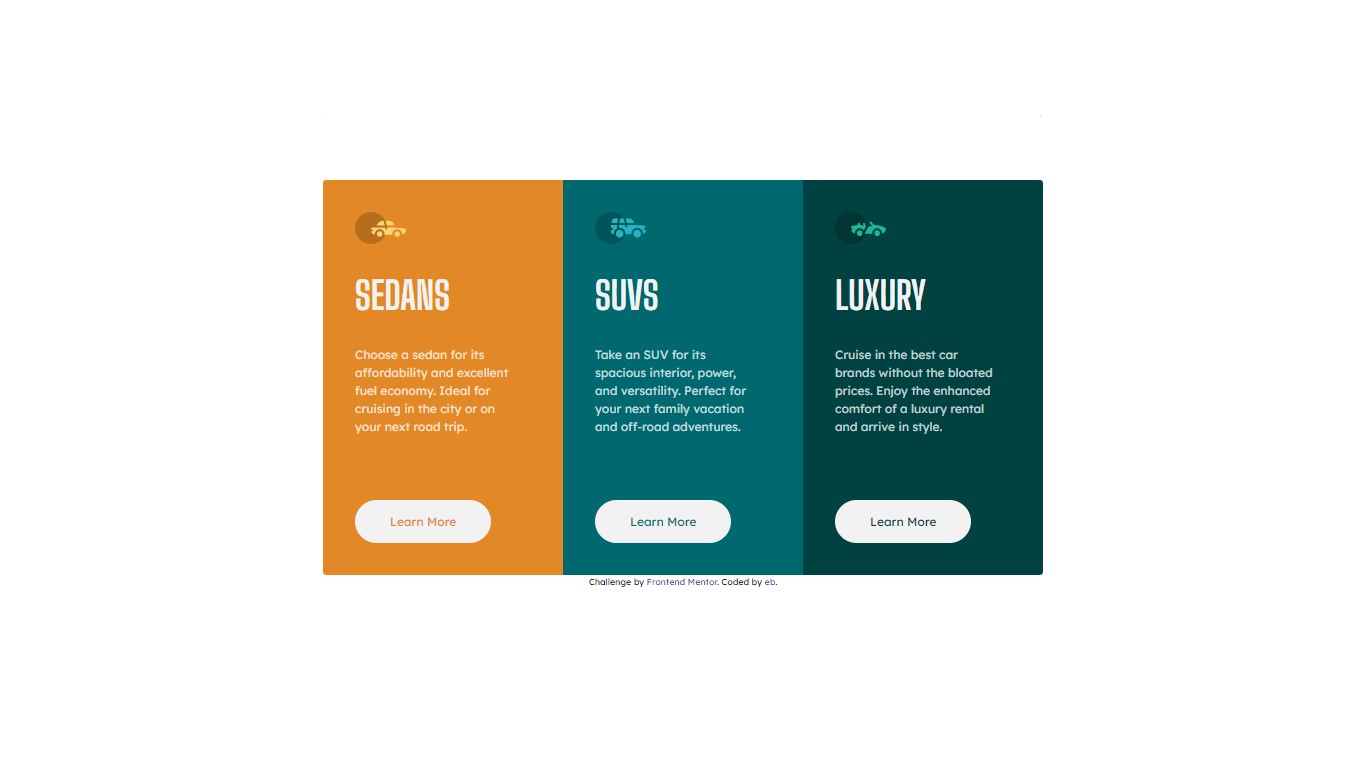 SEDANS
Choose a sedan for its
affordability and excellent
fuel economy. Ideal for
cruising in the city or on
your next road trip.
Learn More
SUVS
Take an SUV for its
spacious interior, power,
and versatility. Perfect for
your next family vacation
and off-road adventures.
Learn More
LUXURY
Cruise in the best car
brands without the bloated
prices. Enjoy the enhanced
comfort of a luxury rental
and arrive in style.
Learn More
Challenge by Frontend Mentor. Coded by eb.